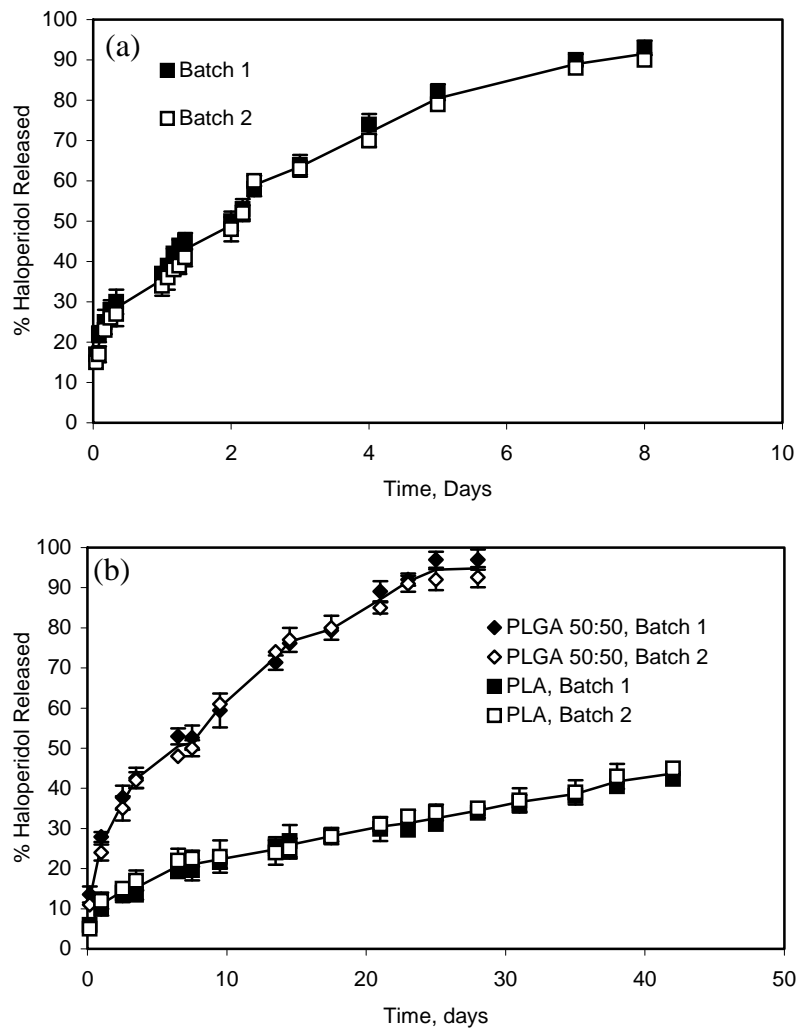 (a)
Batch 1
Batch 2
100
90
80
70
60
50
40
30
20
10
0
% Haloperidol Released
0 2 4 6 8 10
Time, Days
(b)
PLGA 50:50, Batch 1
PLGA 50:50, Batch 2
PLA, Batch 1
PLA, Batch 2
100
90
80
70
60
50
40
30
20
10
0
% Haloperidol Released
0 10 20 30 40 50
Time, days